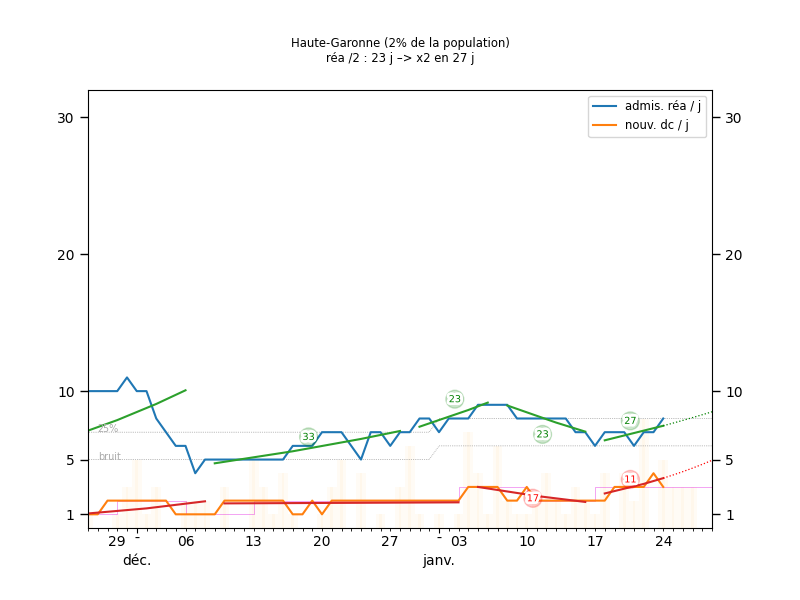 Haute-Garonne (2% de la population)
réa /2 : 23 j –> x2 en 27 j
admis. réa / j
nouv. dc / j
30
30
20
20
10
10
5
5
1
1
25%
bruit
33
23
23
27
17
11
29 - 06 13 20 27 - 03 10 17 24
déc. janv.